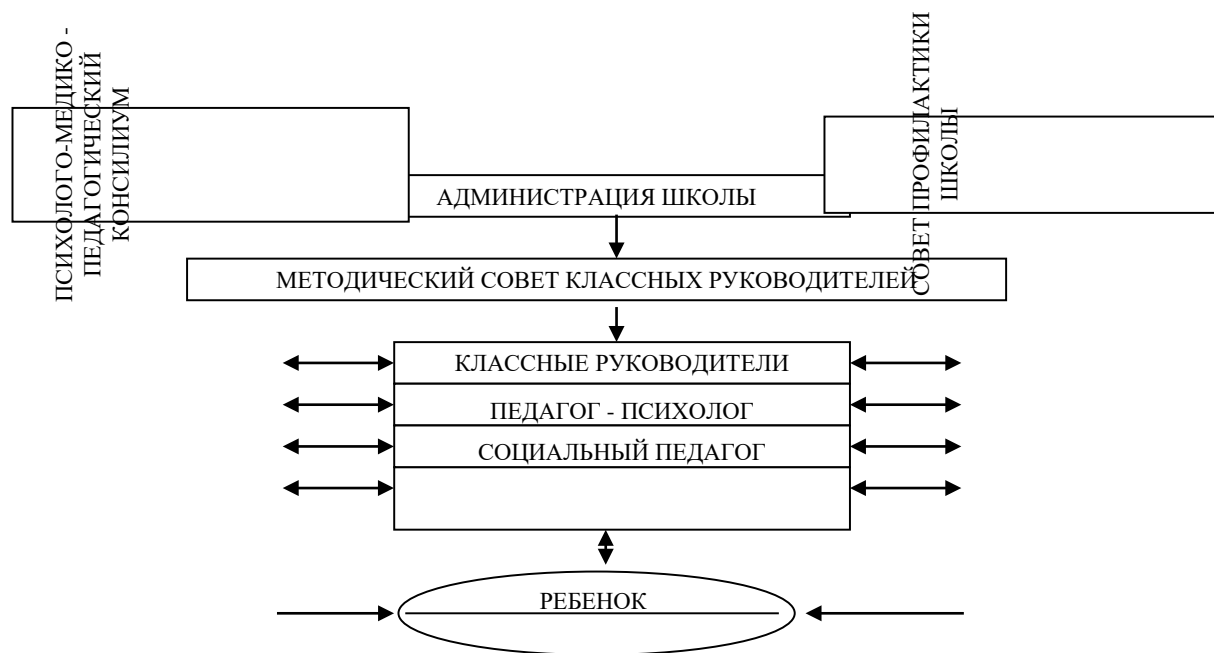 ПСИХОЛОГО-МЕДИКО -
ПЕДАГОГИЧЕСКИЙ
КОНСИЛИУМ
СОВЕТ ПРОФИЛАКТИКИ
ШКОЛЫ
АДМИНИСТРАЦИЯ ШКОЛЫ
МЕТОДИЧЕСКИЙ СОВЕТ КЛАССНЫХ РУКОВОДИТЕЛЕЙ
КЛАССНЫЕ РУКОВОДИТЕЛИ
ПЕДАГОГ - ПСИХОЛОГ
СОЦИАЛЬНЫЙ ПЕДАГОГ
РЕБЕНОК